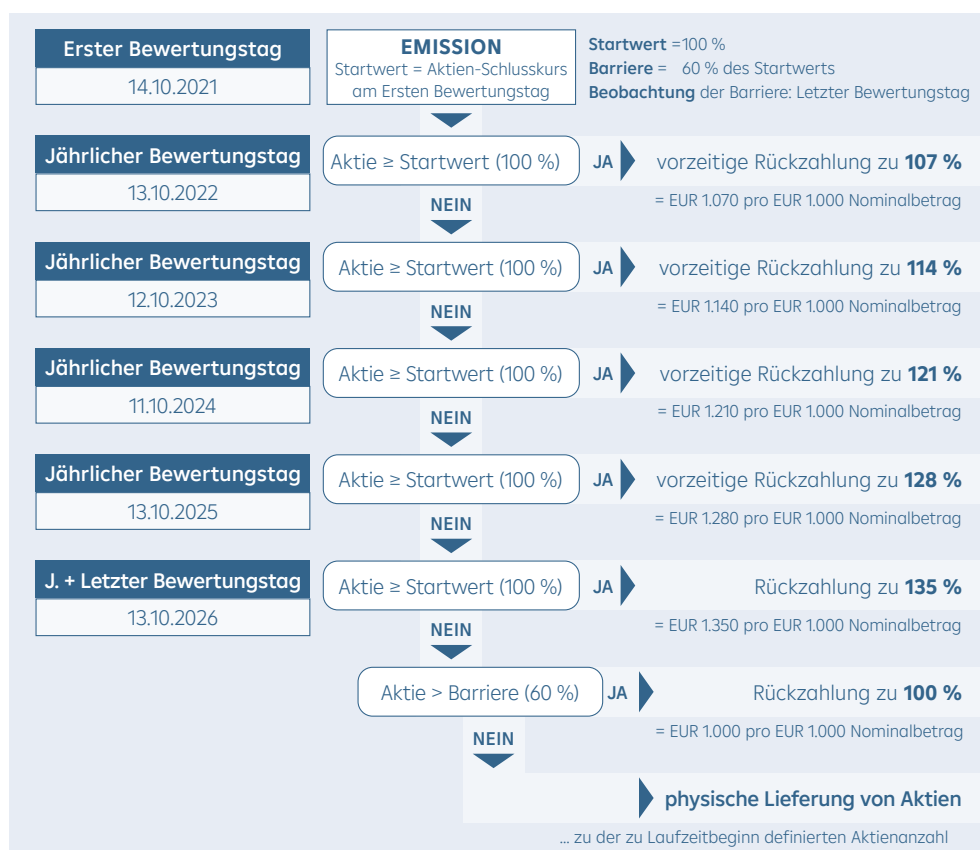 Erster Bewertungstag
14.10.2021
EMISSION
Startwert = Aktien-Schlusskurs
am Ersten Bewertungstag
Startwert =100 %
Barriere = 60 % des Startwerts
Beobachtung der Barriere: Letzter Bewertungstag
Jährlicher Bewertungstag
13.10.2022
Aktie ≥ Startwert (100 %)
JA
vorzeitige Rückzahlung zu 107 %
= EUR 1.070 pro EUR 1.000 Nominalbetrag
NEIN
Jährlicher Bewertungstag
12.10.2023
Aktie ≥ Startwert (100 %)
JA
vorzeitige Rückzahlung zu 114 %
= EUR 1.140 pro EUR 1.000 Nominalbetrag
NEIN
Jährlicher Bewertungstag
11.10.2024
Aktie ≥ Startwert (100 %)
JA
vorzeitige Rückzahlung zu 121 %
= EUR 1.210 pro EUR 1.000 Nominalbetrag
NEIN
Jährlicher Bewertungstag
13.10.2025
Aktie ≥ Startwert (100 %)
JA
vorzeitige Rückzahlung zu 128 %
= EUR 1.280 pro EUR 1.000 Nominalbetrag
NEIN
J. + Letzter Bewertungstag
13.10.2026
Aktie ≥ Startwert (100 %)
JA
Rückzahlung zu 135 %
= EUR 1.350 pro EUR 1.000 Nominalbetrag
NEIN
Aktie > Barriere (60 %)
JA
Rückzahlung zu 100 %
= EUR 1.000 pro EUR 1.000 Nominalbetrag
NEIN
physische Lieferung von Aktien
... zu der zu Laufzeitbeginn definierten Aktienanzahl